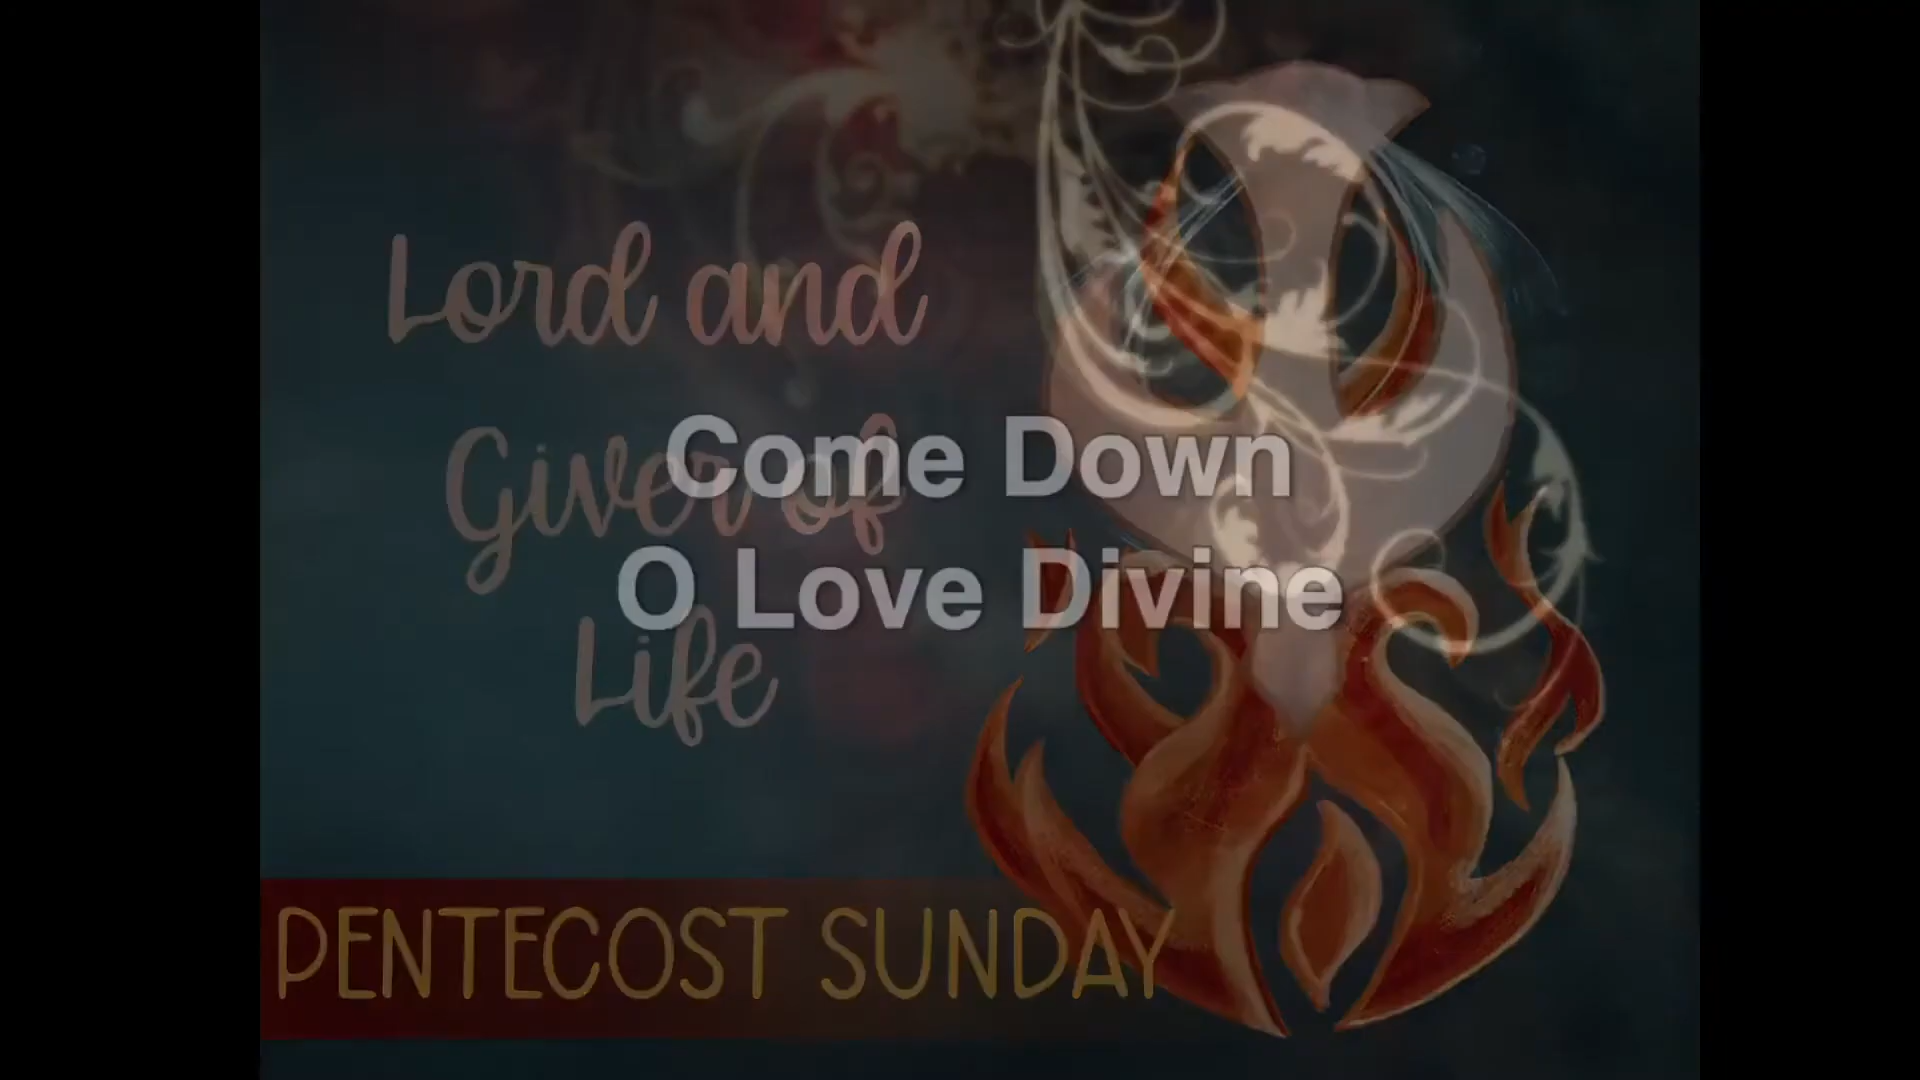 Lord and
Giver of
Life
Come Down
O Love Divine
PENTECOST SUNDAY